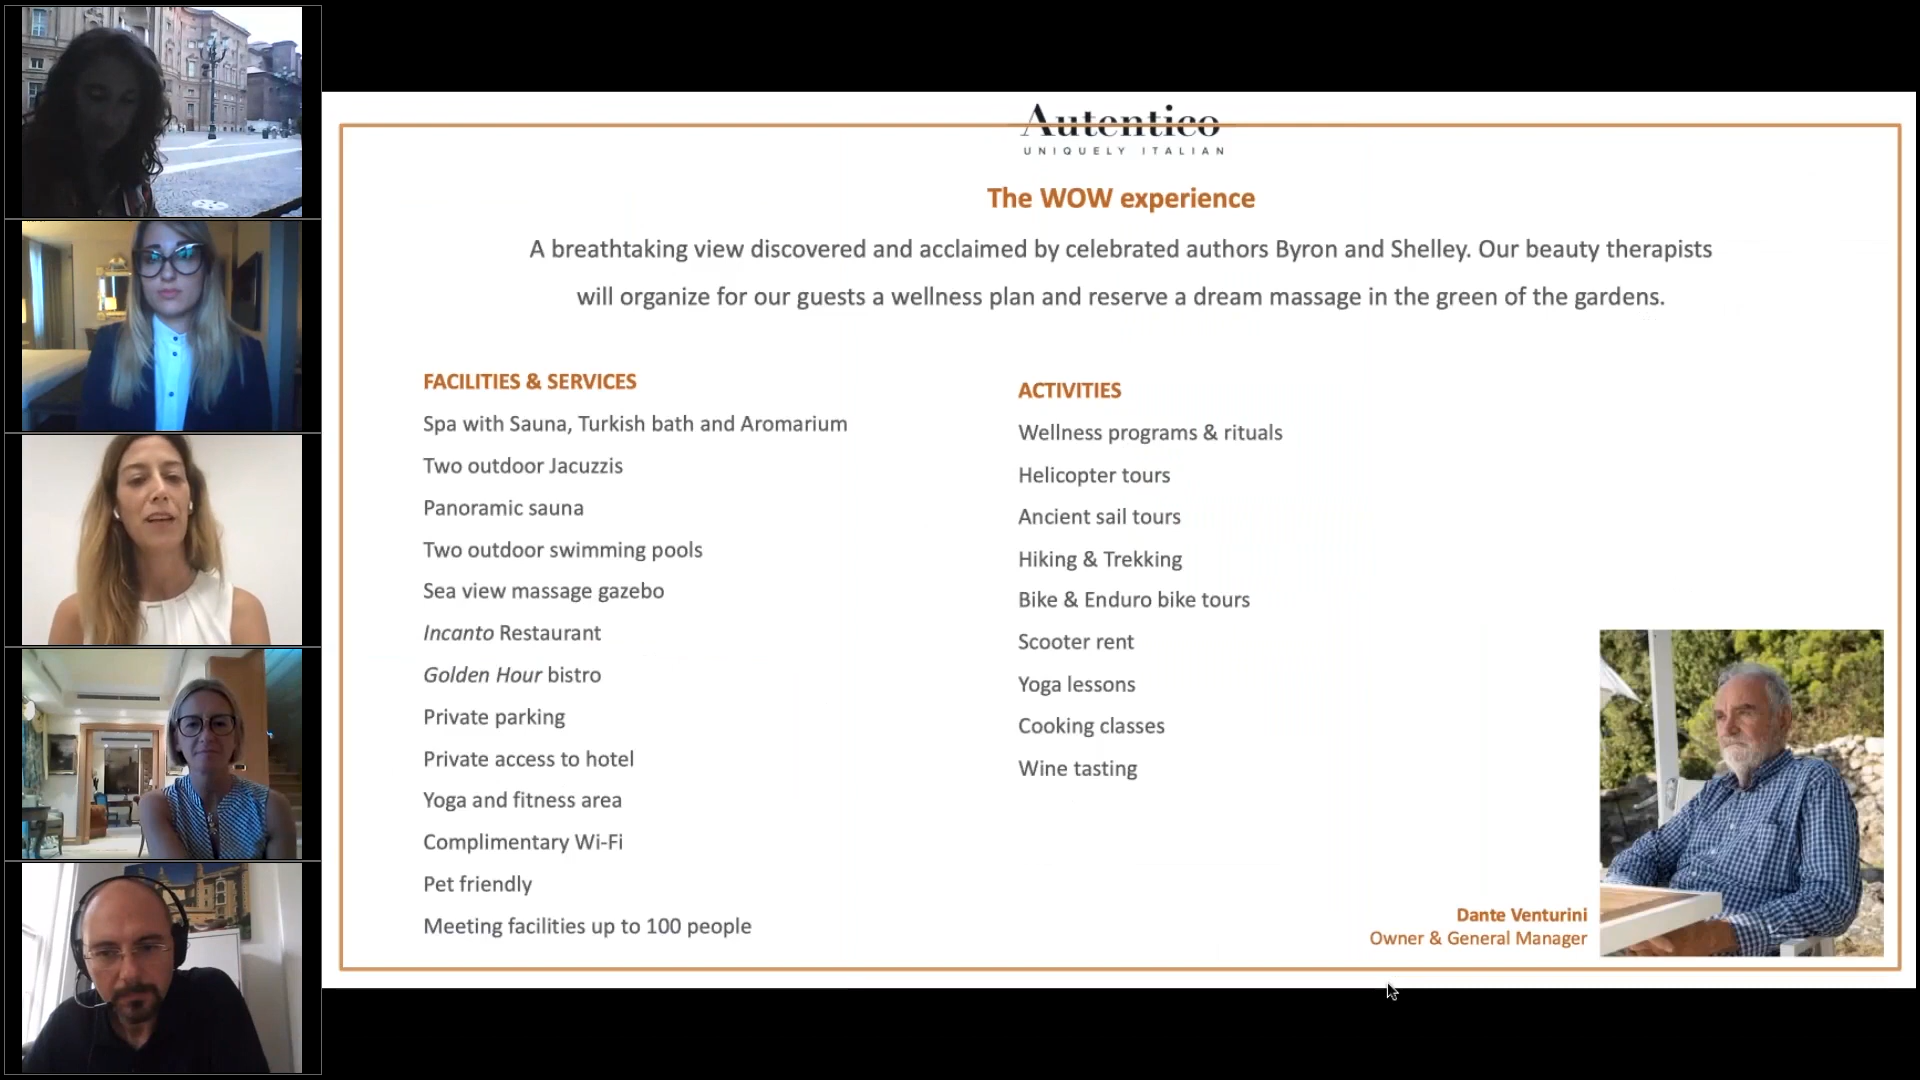 Autentico
UNIQUELY ITALIAN
The WOW experience
A breathtaking view discovered and acclaimed by celebrated authors Byron and Shelley. Our beauty therapists
will organize for our guests a wellness plan and reserve a dream massage in the green of the gardens.
FACILITIES & SERVICES
Spa with Sauna, Turkish bath and Aromarium
Two outdoor Jacuzzis
Panoramic sauna
Two outdoor swimming pools
Sea view massage gazebo
Incanto Restaurant
Golden Hour bistro
Private parking
Private access to hotel
Yoga and fitness area
Complimentary Wi-Fi
Pet friendly
Meeting facilities up to 100 people
ACTIVITIES
Wellness programs & rituals
Helicopter tours
Ancient sail tours
Hiking & Trekking
Bike & Enduro bike tours
Scooter rent
Yoga lessons
Cooking classes
Wine tasting
Dante Venturini
Owner & General Manager